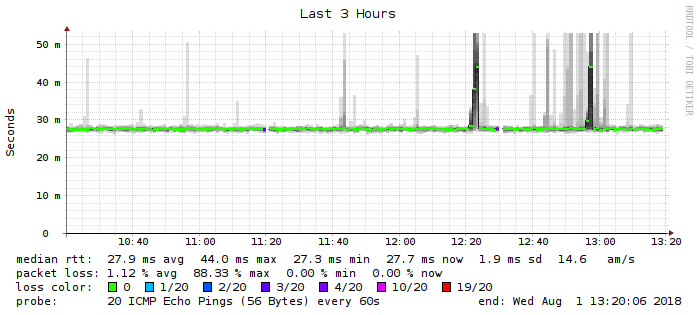 Last 3 Hours
RRDTOOL / TOBI OETIKER
Seconds
50 m
40 m
30 m
20 m
10 m
0
10:40 11:00 11:20 11:40 12:00 12:20 12:40 13:00 13:20
median rtt: 27.9 ms avg 44.0 ms max 27.3 ms min 27.7 ms now 1.9 ms sd 14.6 am/s
packet loss: 1.12 % avg 88.33 % max 0.00 % min 0.00 % now
loss color: 0 1/20 2/20 3/20 4/20 10/20 19/20
probe: 20 ICMP Echo Pings (56 Bytes) every 60s end: Wed Aug 1 13:20:06 2018